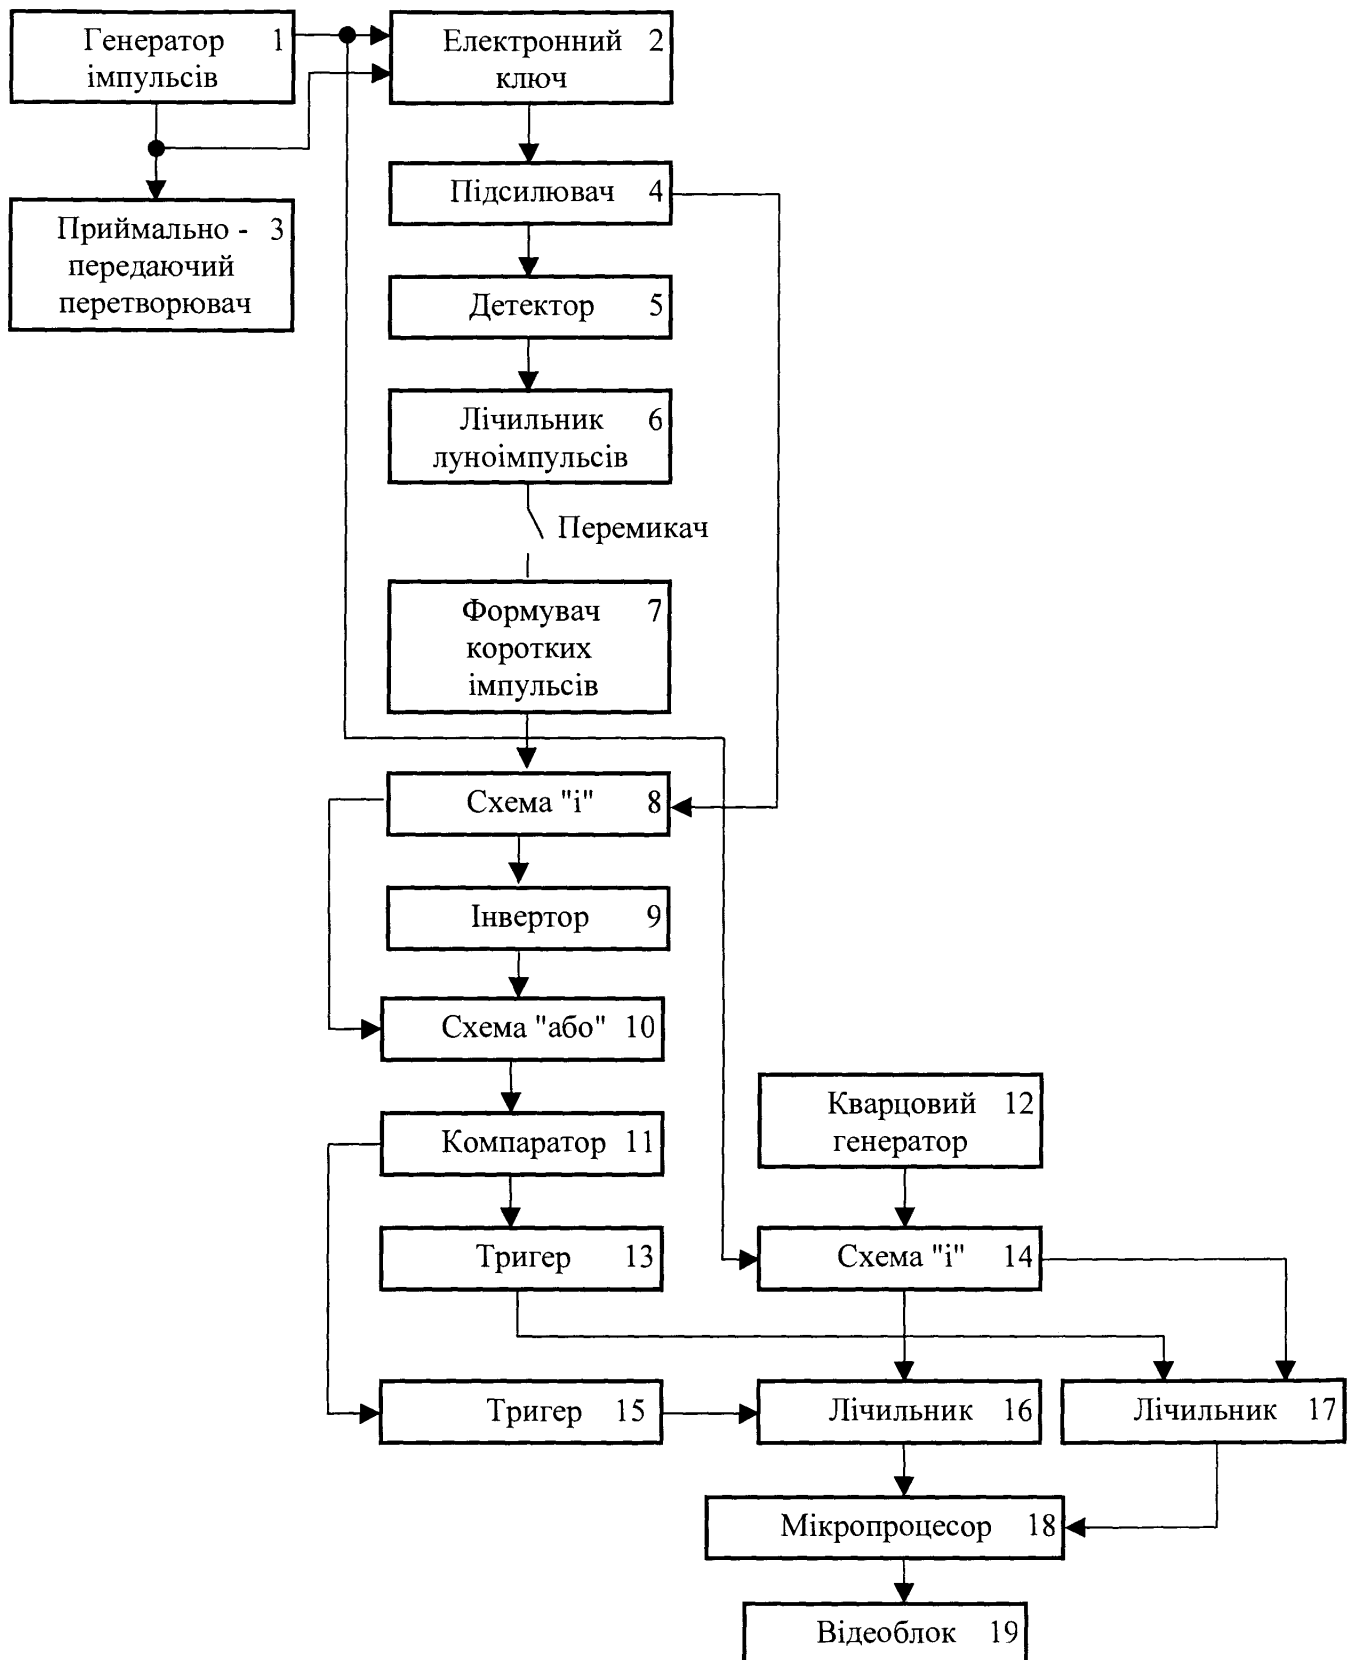 Генератор 1
імпульсів
Електронний 2
ключ
Приймально - 3
передаючий
перетворювач
Підсилювач 4
Детектор 5
Лічильник 6
луноімпульсів
Перемикач
Формувач 7
коротких
імпульсів
Схема "і" 8
Інвертор 9
Схема "або" 10
Компаратор 11
Кварцовий 12
генератор
Тригер 13
Схема "і" 14
Тригер 15
Лічильник 16
Лічильник 17
Мікропроцесор 18
Відеоблок 19